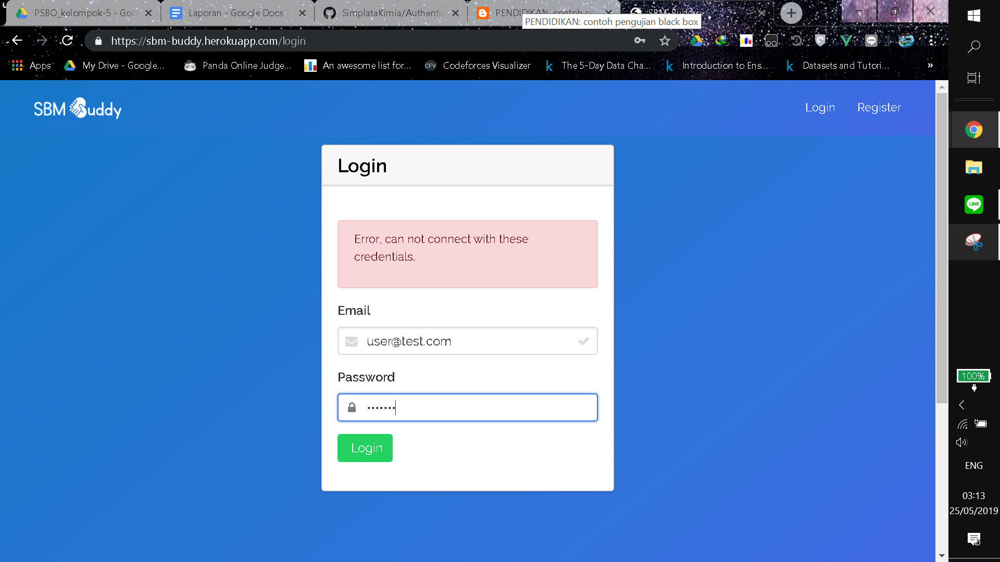 PSBO_kelompok-5 - Goo
Laporan - Google Docs
SimplataKimia/Authentic
PENDIDIKAN: contoh pe
SBM-Buddy
PENDIDIKAN: contoh pengujian black box
https://sbm-buddy.herokuapp.com/login
Apps
My Drive - Google...
Panda Online Judge...
An awesome list for...
CFV
Codeforces Visualizer
The 5-Day Data Cha...
Introduction to Ens...
Datasets and Tutori...
»
SBM Buddy
Login
Register
Login
Error, can not connect with these
credentials.
Email
user@test.com
Password
•••••••
Login
LINE
100%
ENG
03:13
25/05/2019